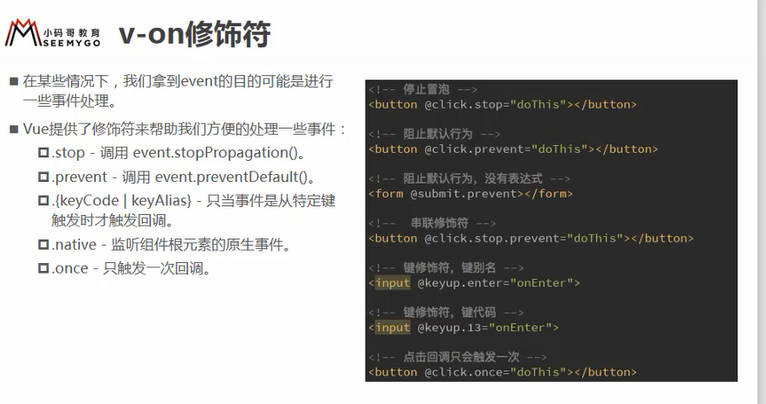 小码哥教育
SEEMYGO
v-on修饰符
在某些情况下，我们拿到event的目的可能是进行
一些事件处理。
Vue提供了修饰符来帮助我们方便的处理一些事件：
.stop - 调用 event.stopPropagation()。
.prevent - 调用 event.preventDefault()。
.{keyCode | keyAlias} - 只当事件是从特定键
触发时才触发回调。
.native - 监听组件根元素的原生事件。
.once - 只触发一次回调。
<!-- 停止冒泡 -->
<button @click.stop="doThis"></button>
<!-- 阻止默认行为 -->
<button @click.prevent="doThis"></button>
<!-- 阻止默认行为，没有表达式 -->
<form @submit.prevent></form>
<!--  串联修饰符 -->
<button @click.stop.prevent="doThis"></button>
<!-- 键修饰符，键别名 -->
<input @keyup.enter="onEnter">
<!-- 键修饰符，键代码 -->
<input @keyup.13="onEnter">
<!-- 点击回调只会触发一次 -->
<button @click.once="doThis"></button>